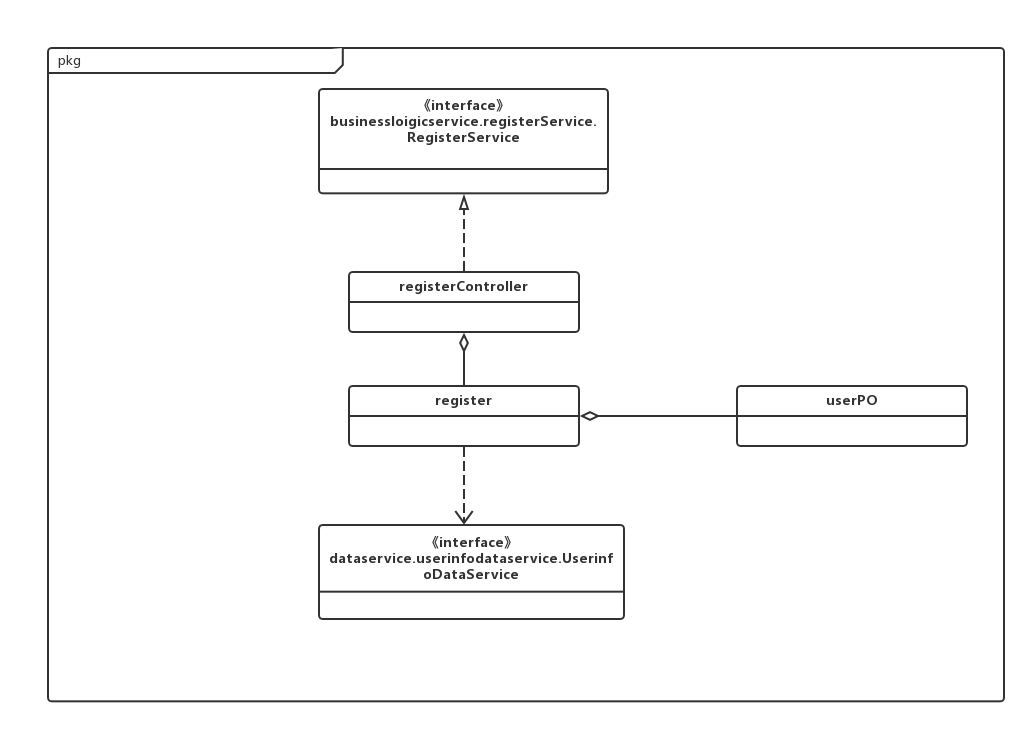 pkg
《interface》
businessloigicservice.registerService.
RegisterService
registerController
register
userPO
《interface》
dataservice.userinfodataservice.Userinf
oDataService